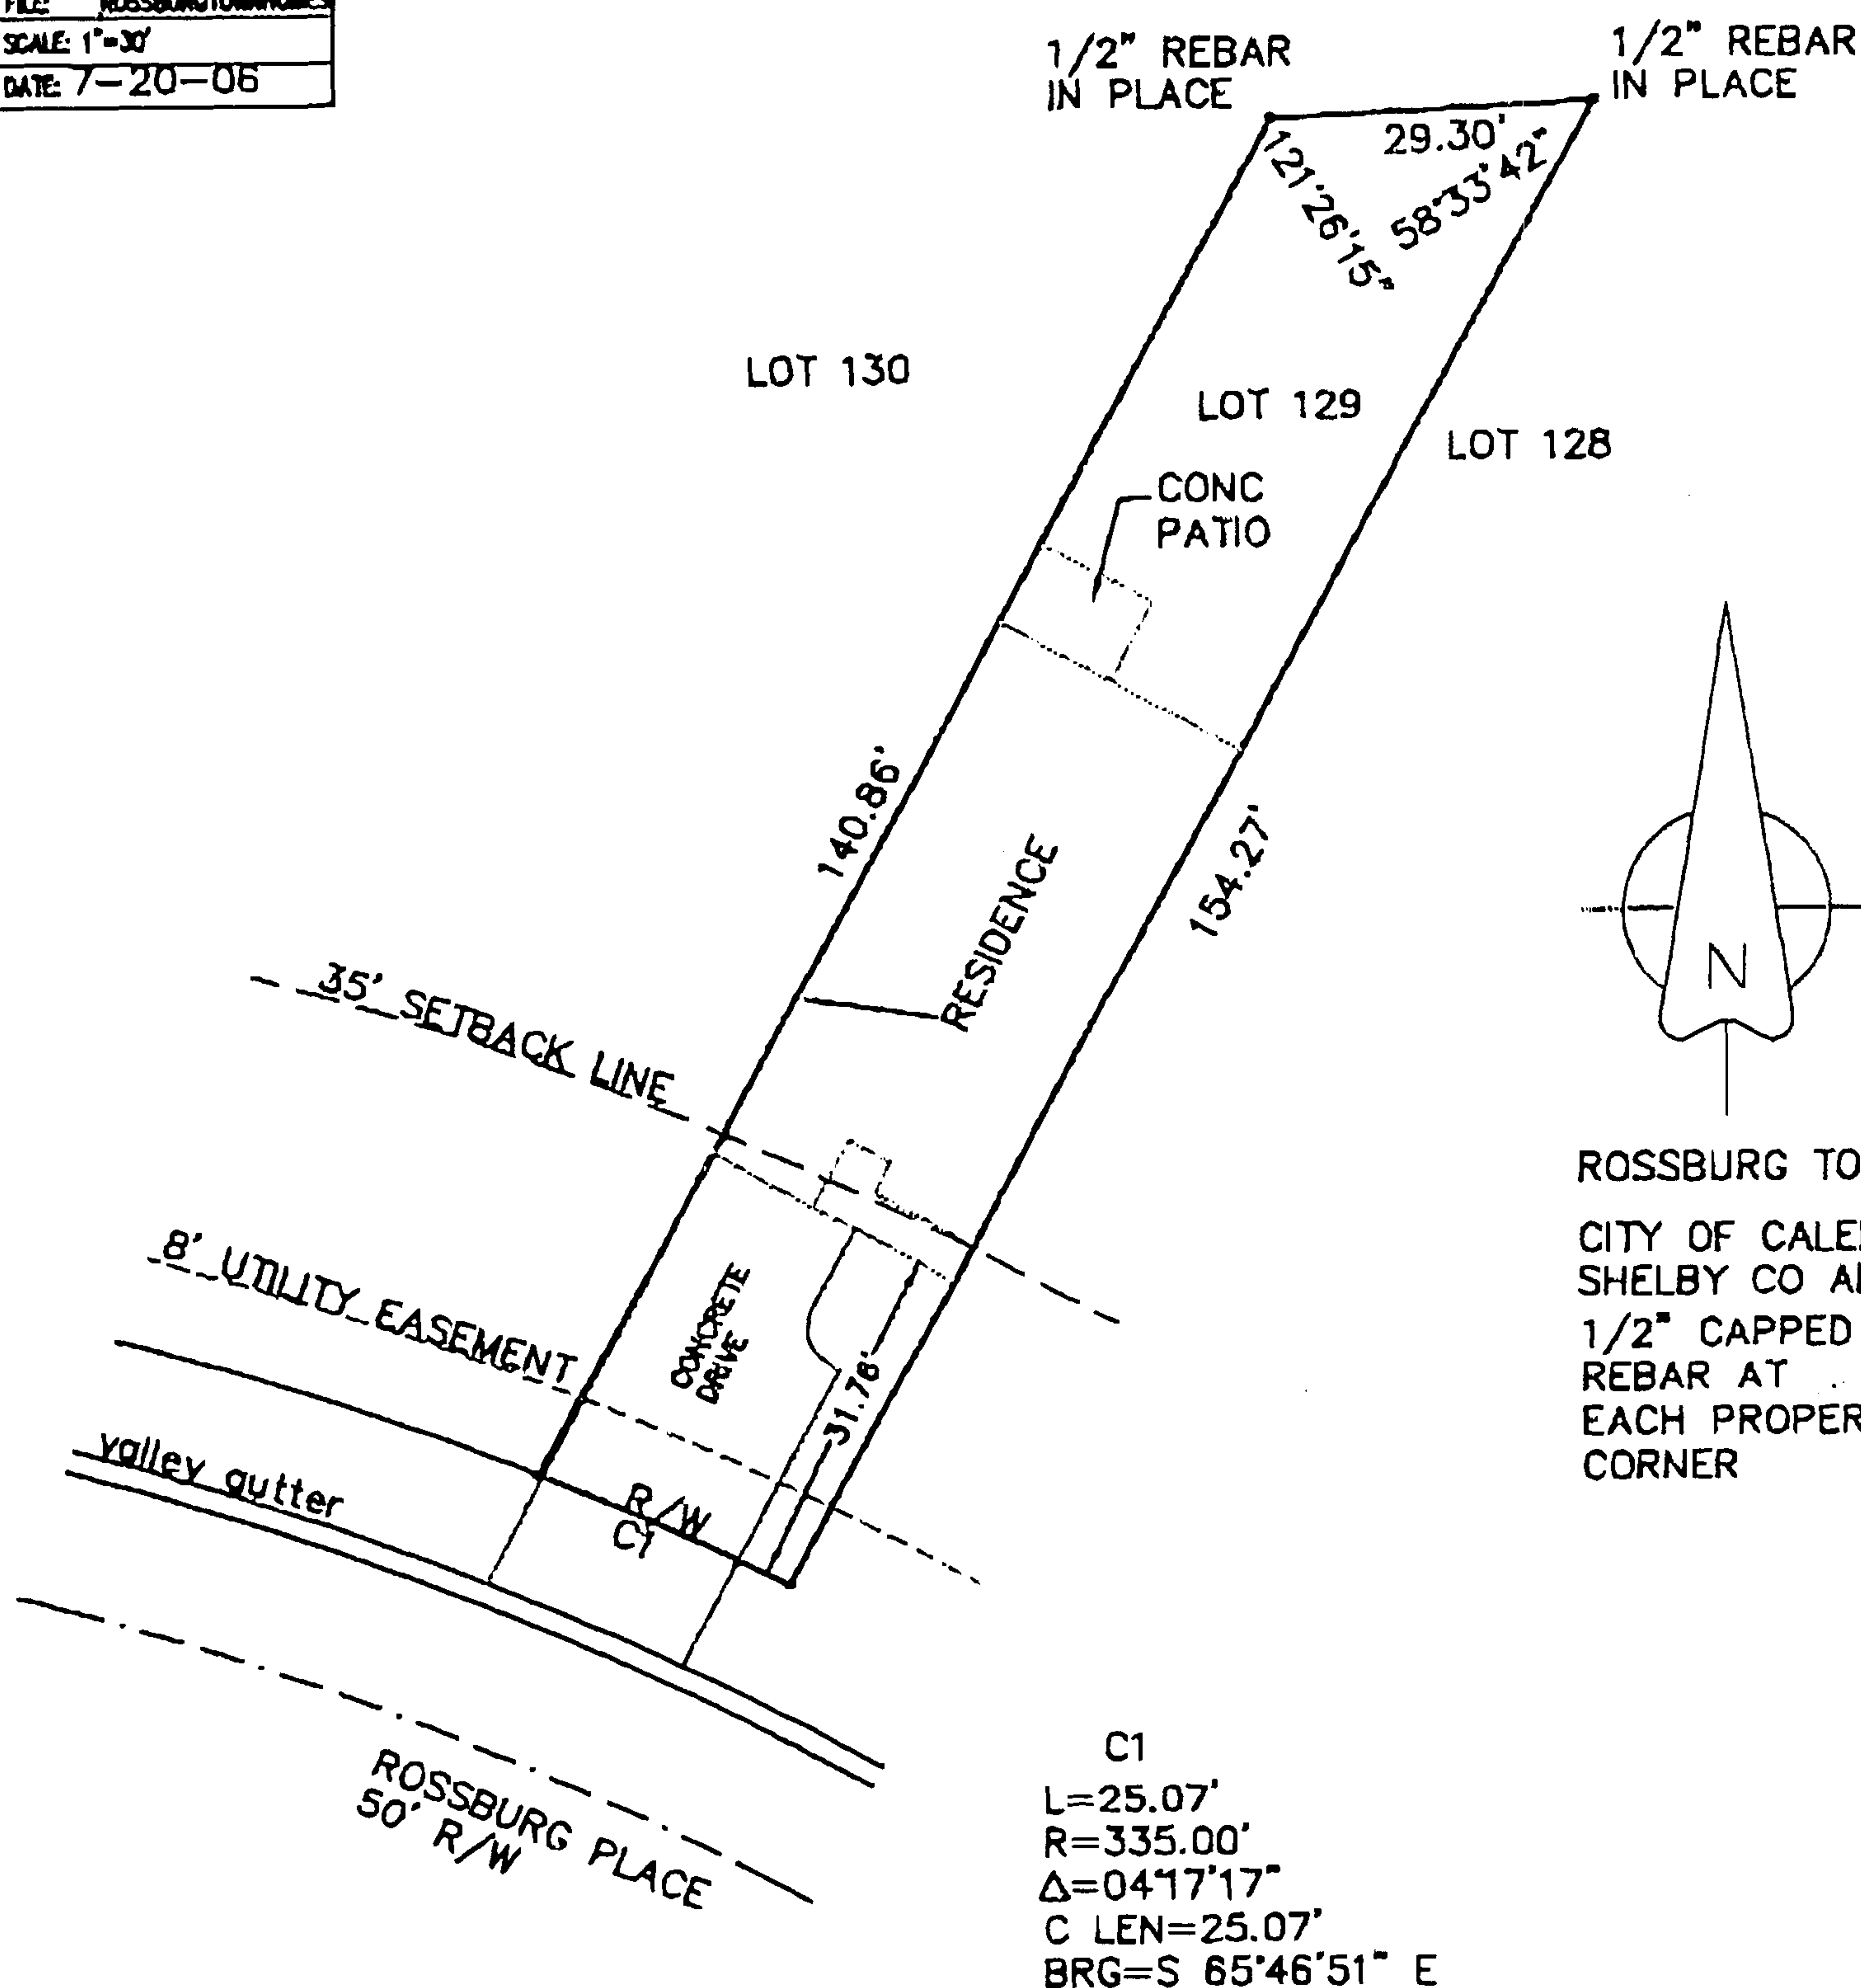 FILE: ROSSBURGTOWNHOMES
SCALE: 1"=30'
DATE: 7-20-06
1/2" REBAR
IN PLACE
1/2" REBAR
IN PLACE
29.30'
121°26'15"
58°33'42"
LOT 130
LOT 129
LOT 128
CONC
PATIO
140.86'
154.27'
RESIDENCE
35' SETBACK LINE
N
8' UTILITY EASEMENT
CONCRETE
DRIVE
31.78'
ROSSBURG TO
CITY OF CALE
SHELBY CO A
1/2" CAPPED
REBAR AT
EACH PROPER
CORNER
valley gutter
R/W
C1
ROSSBURG PLACE
50' R/W
C1
L=25.07'
R=335.00'
Δ=04°17'17"
C LEN=25.07'
BRG=S 65°46'51" E